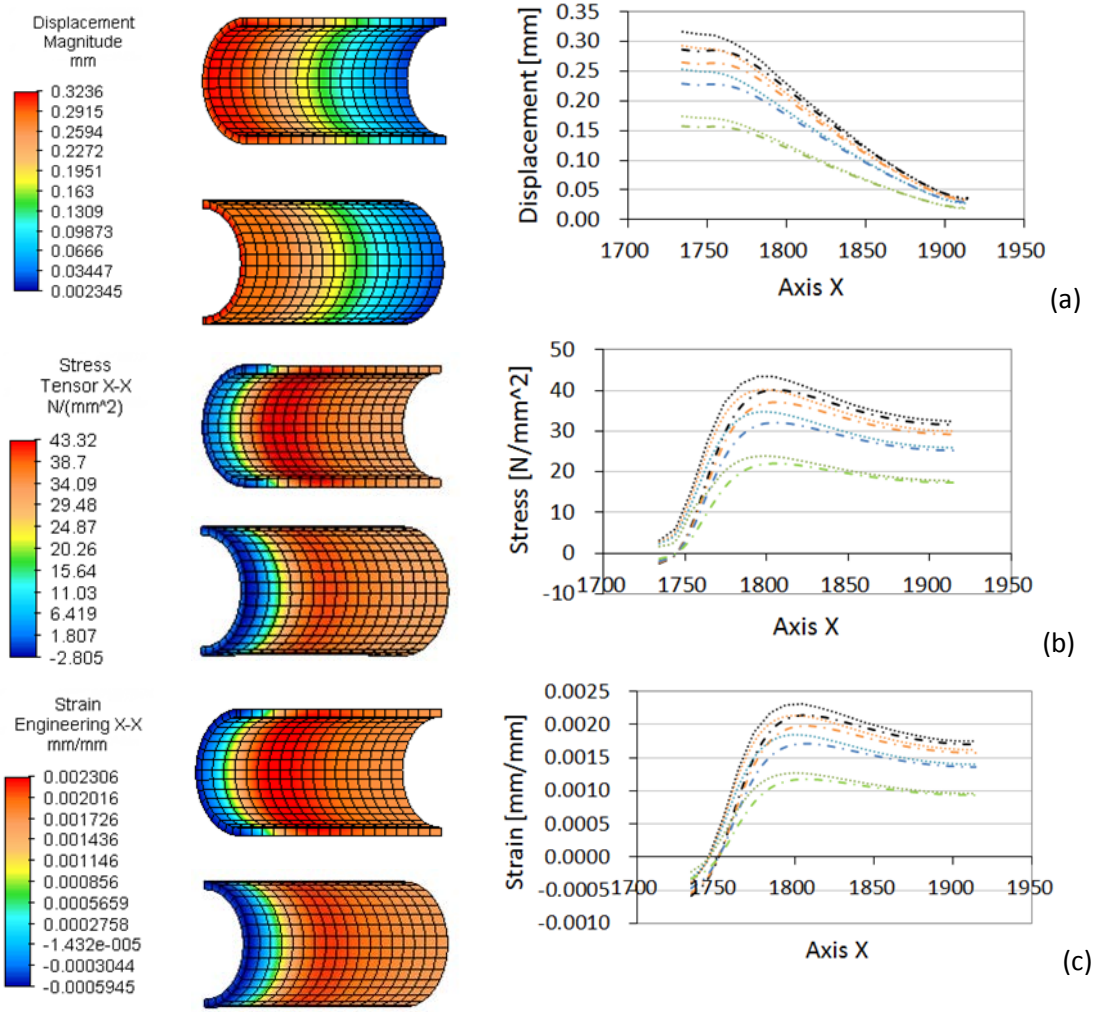 Displacement
Magnitude
mm
0.3236
0.2915
0.2594
0.2272
0.1951
0.163
0.1309
0.09873
0.0666
0.03447
0.002345
Displacement [mm]
0.35
0.30
0.25
0.20
0.15
0.10
0.05
0.00
1700 1750 1800 1850 1900 1950
Axis X
(a)
Stress
Tensor X-X
N/(mm^2)
43.32
38.7
34.09
29.48
24.87
20.26
15.64
11.03
6.419
1.807
-2.805
Stress [N/mm^2]
50
40
30
20
10
0
-10
1700 1750 1800 1850 1900 1950
Axis X
(b)
Strain
Engineering X-X
mm/mm
0.002306
0.002016
0.001726
0.001436
0.001146
0.000856
0.0005659
0.0002758
-1.432e-005
-0.0003044
-0.0005945
Strain [mm/mm]
0.0025
0.0020
0.0015
0.0010
0.0005
0.0000
-0.0005
-0.0010
1700 1750 1800 1850 1900 1950
Axis X
(c)